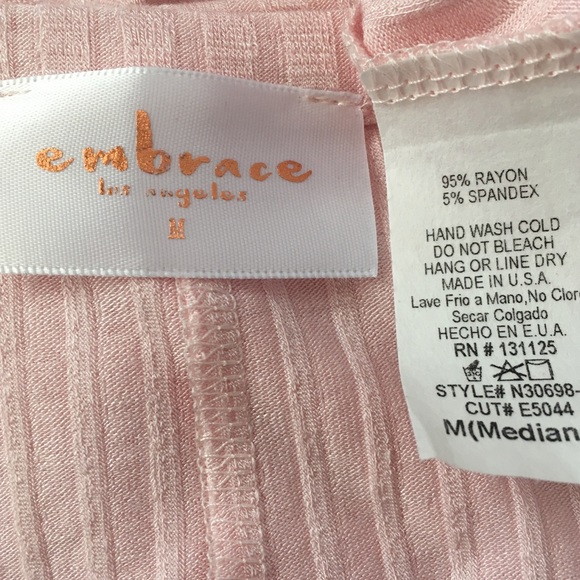 embrace
los angeles
M
95% RAYON
5% SPANDEX
HAND WASH COLD
DO NOT BLEACH
HANG OR LINE DRY
MADE IN U.S.A.
Lave Frio a Mano,No Clor
Secar Colgado
HECHO EN E.U.A.
RN # 131125
STYLE# N30698-
CUT# E5044
M(Median